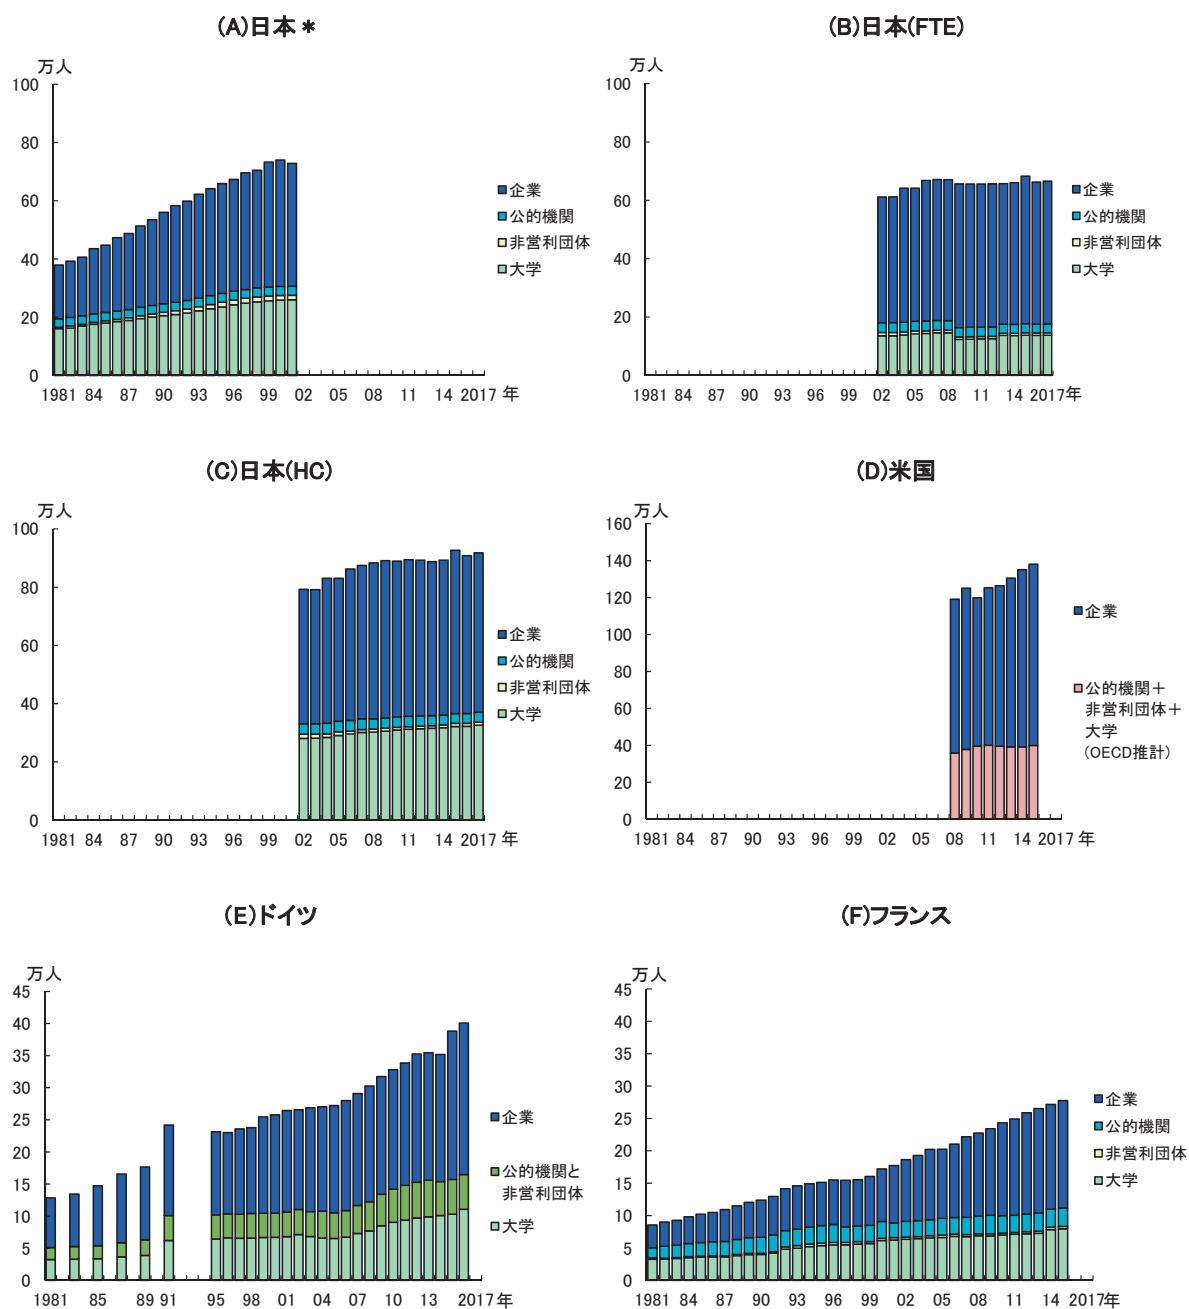 (A)日本＊
万人
100
80
60
40
20
0
1981 84 87 90 93 96 99 02 05 08 11 14 2017 年
企業
公的機関
非営利団体
大学
(B)日本(FTE)
万人
100
80
60
40
20
0
1981 84 87 90 93 96 99 02 05 08 11 14 2017年
企業
公的機関
非営利団体
大学
(C)日本(HC)
万人
100
80
60
40
20
0
1981 84 87 90 93 96 99 02 05 08 11 14 2017 年
企業
公的機関
非営利団体
大学
(D)米国
万人
160
140
120
100
80
60
40
20
0
1981 84 87 90 93 96 99 02 05 08 11 14 2017年
企業
公的機関＋
非営利団体＋
大学
(OECD推計)
(E)ドイツ
万人
45
40
35
30
25
20
15
10
5
0
1981 85 89 91 95 98 01 04 07 10 13 2017年
企業
公的機関と
非営利団体
大学
(F)フランス
万人
45
40
35
30
25
20
15
10
5
0
1981 84 87 90 93 96 99 02 05 08 11 14 2017年
企業
公的機関
非営利団体
大学